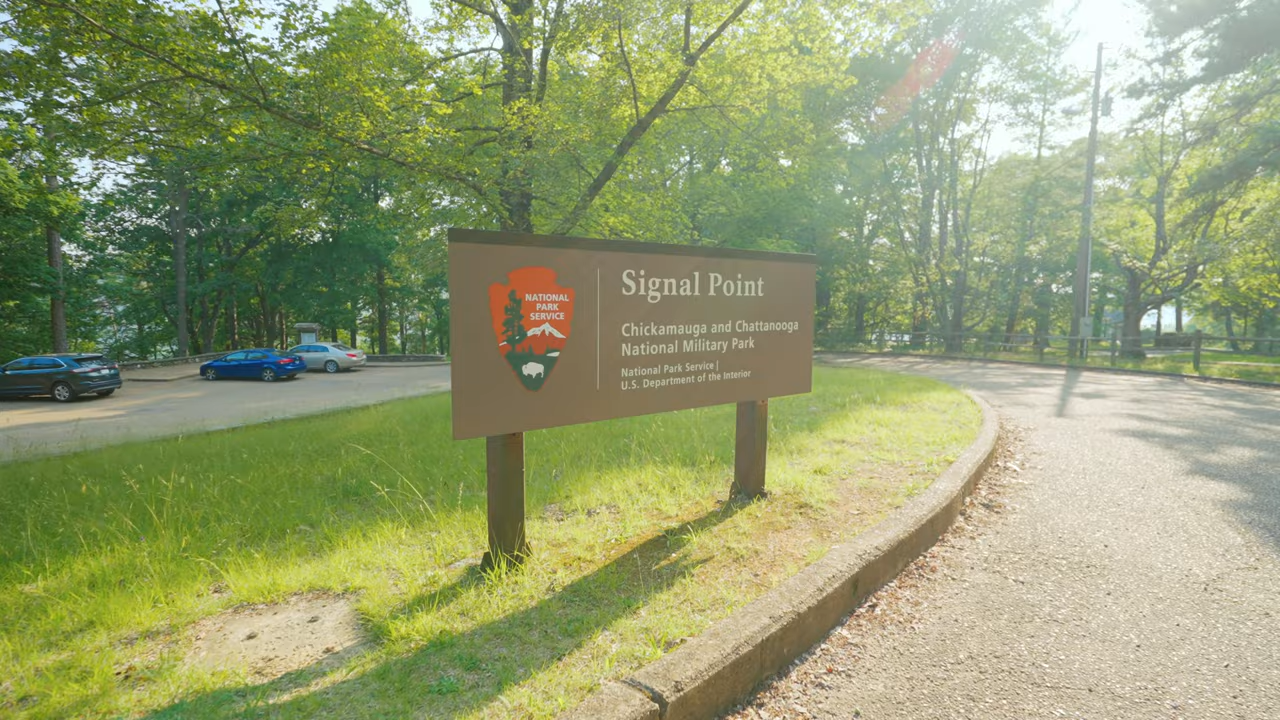 NATIONAL
PARK
SERVICE
Signal Point
Chickamauga and Chattanooga
National Military Park
National Park Service |
U.S. Department of the Interior